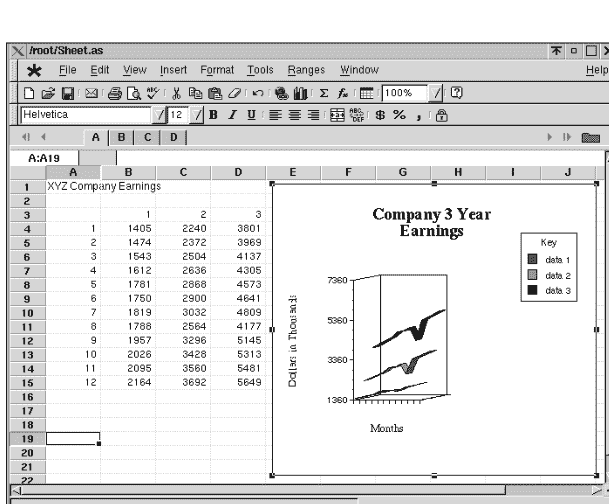 /root/Sheet.as
File Edit View Insert Format Tools Ranges Window Help
Σ 100%
Helvetica 12 B I U $ % ,
A B C D
A:A19
A B C D E F G H I J
1 XYZ Company Earnings
2
3 1 2 3
4 1 1405 2240 3801
5 2 1474 2372 3969
6 3 1543 2504 4137
7 4 1612 2636 4305
8 5 1781 2868 4573
9 6 1750 2900 4641
10 7 1819 3032 4809
11 8 1788 2564 4177
12 9 1957 3296 5145
13 10 2026 3428 5313
14 11 2095 3560 5481
15 12 2164 3692 5649
16
17
18
19
20
21
22
Company 3 Year
Earnings
Key
data 1
data 2
data 3
7360
5360
3360
1360
Dollars in Thousands
Months